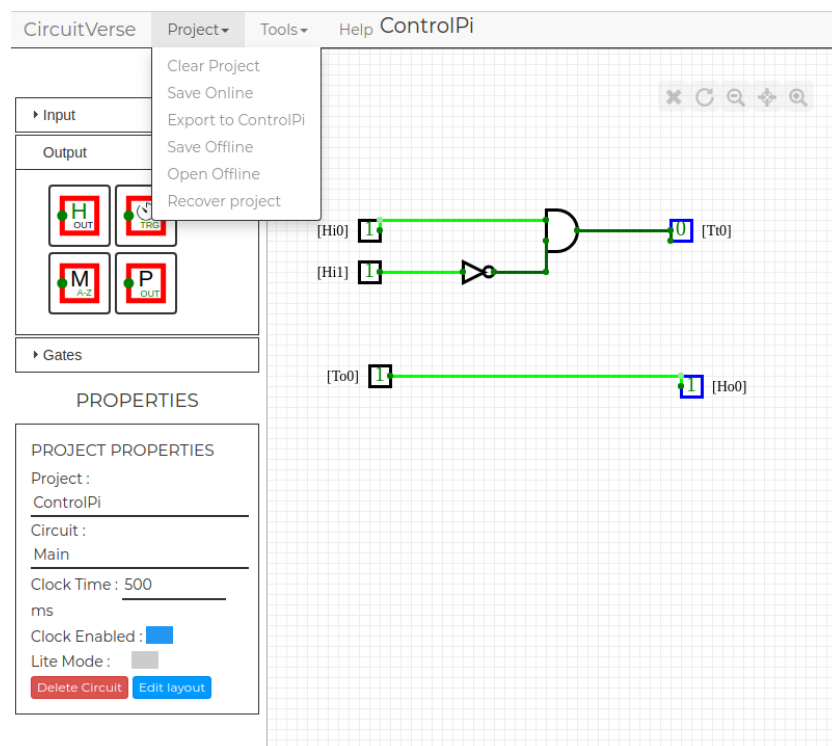 CircuitVerse Project Tools Help ControlPi
Clear Project
Save Online
Export to ControlPi
Save Offline
Open Offline
Recover project
Input
Output
H
OUT
TRG
M
A-Z
P
OUT
Gates
PROPERTIES
PROJECT PROPERTIES
Project :
ControlPi
Circuit :
Main
Clock Time : 500
ms
Clock Enabled :
Lite Mode :
Delete Circuit Edit layout
[Hi0] 1 0 [Tt0]
[Hi1] 1
[To0] 1 1 [Ho0]